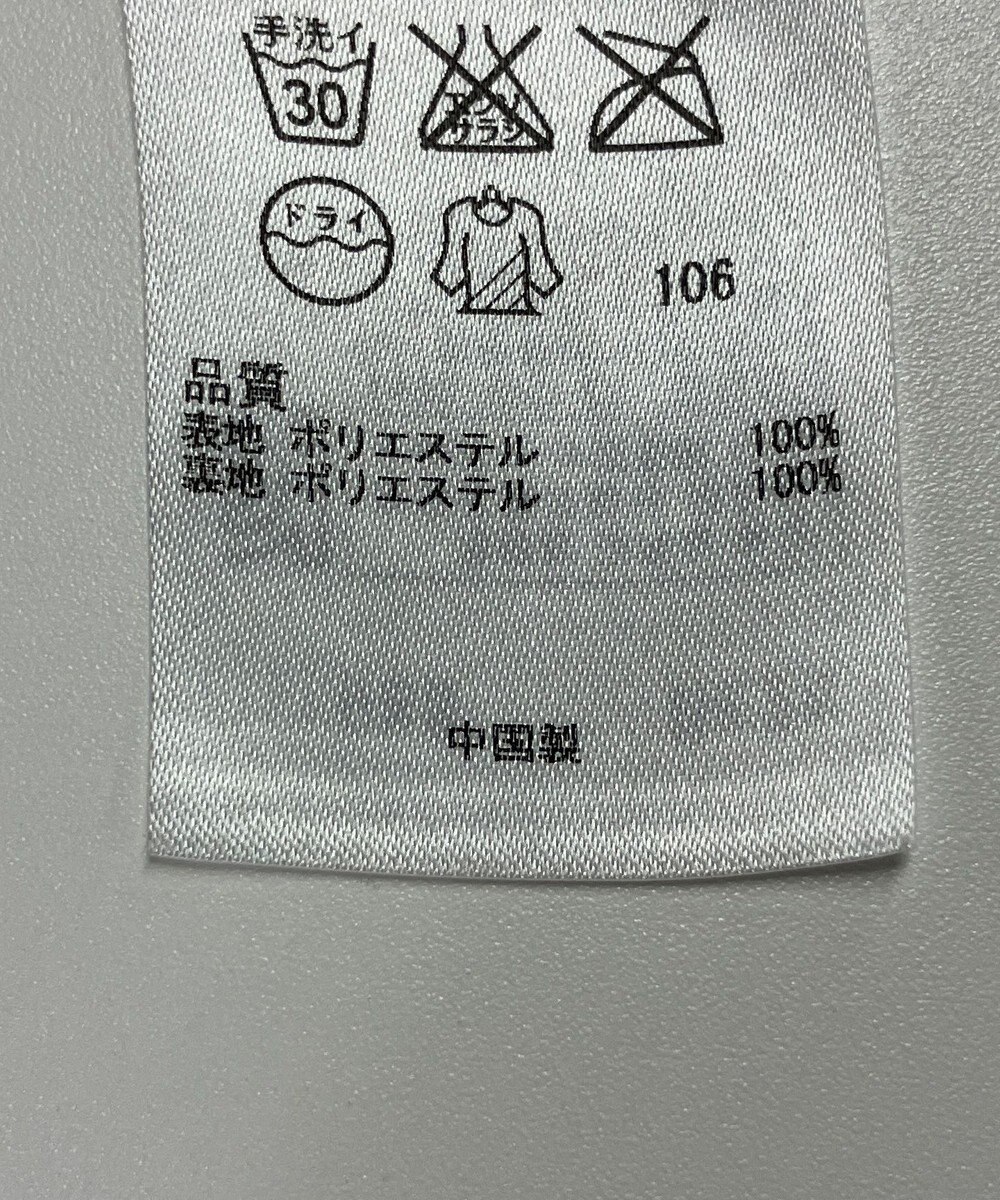 手洗イ
30
エンソ
サラシ
ドライ
106
品質
表地 ポリエステル 100%
裏地 ポリエステル 100%
中国製